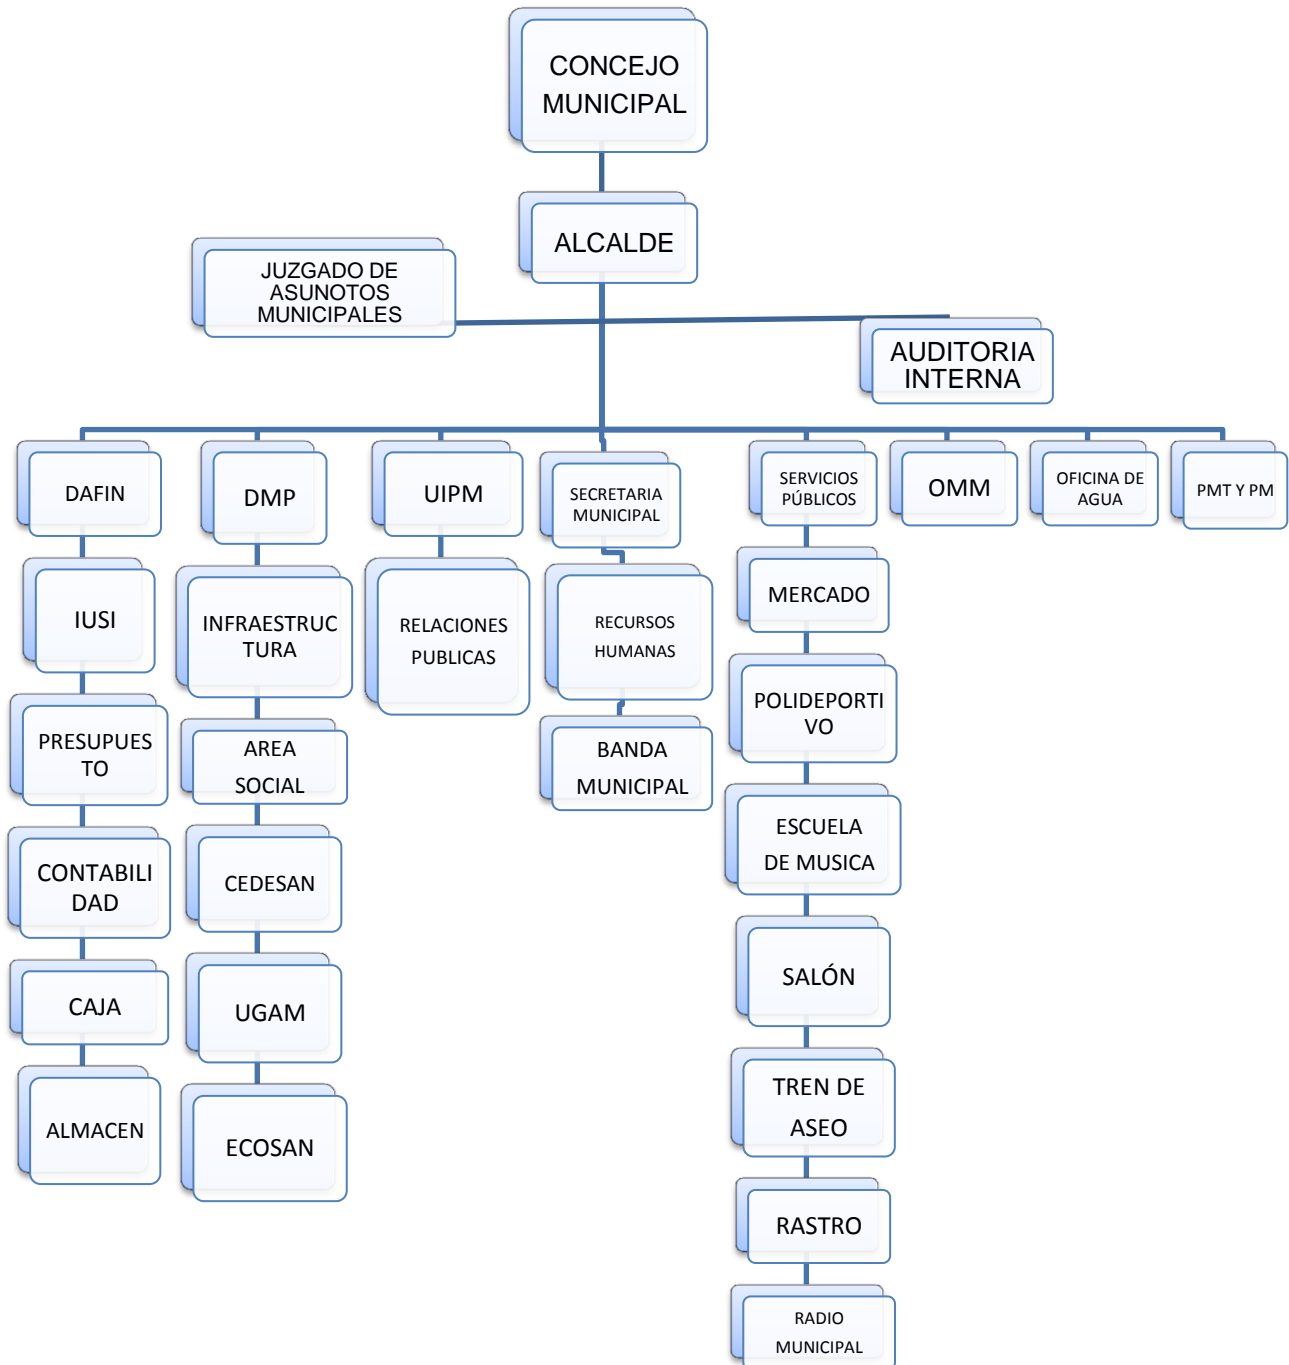 CONCEJO
MUNICIPAL
ALCALDE
JUZGADO DE
ASUNOTOS
MUNICIPALES
AUDITORIA
INTERNA
DAFIN
DMP
UIPM
SECRETARIA
MUNICIPAL
SERVICIOS
PÚBLICOS
OMM
OFICINA DE
AGUA
PMT Y PM
IUSI
INFRAESTRUC
TURA
RELACIONES
PUBLICAS
RECURSOS
HUMANAS
MERCADO
PRESUPUES
TO
AREA
SOCIAL
BANDA
MUNICIPAL
POLIDEPORTI
VO
CONTABILI
DAD
CEDESAN
ESCUELA
DE MUSICA
CAJA
UGAM
SALÓN
ALMACEN
ECOSAN
TREN DE
ASEO
RASTRO
RADIO
MUNICIPAL